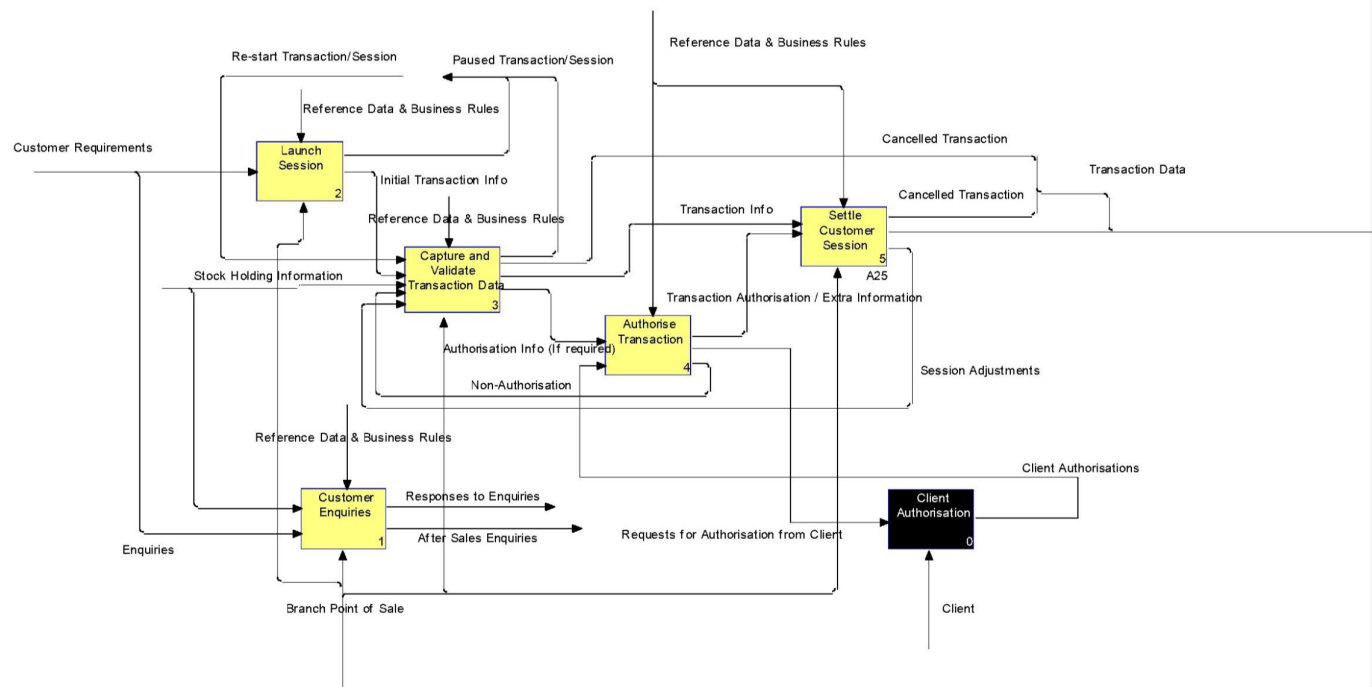 Reference Data & Business Rules
Re-start Transaction/Session
Paused Transaction/Session
Reference Data & Business Rules
Customer Requirements
Launch
Session
2
Cancelled Transaction
Transaction Data
Initial Transaction Info
Cancelled Transaction
Reference Data & Business Rules
Transaction Info
Settle
Customer
Session
5
A25
Capture and
Validate
Transaction Data
3
Stock Holding Information
Transaction Authorisation / Extra Information
Authorise
Transaction
4
Authorisation Info (If required)
Non-Authorisation
Session Adjustments
Reference Data & Business Rules
Client Authorisations
Customer
Enquiries
1
Responses to Enquiries
After Sales Enquiries
Client
Authorisation
0
Requests for Authorisation from Client
Enquiries
Branch Point of Sale
Client